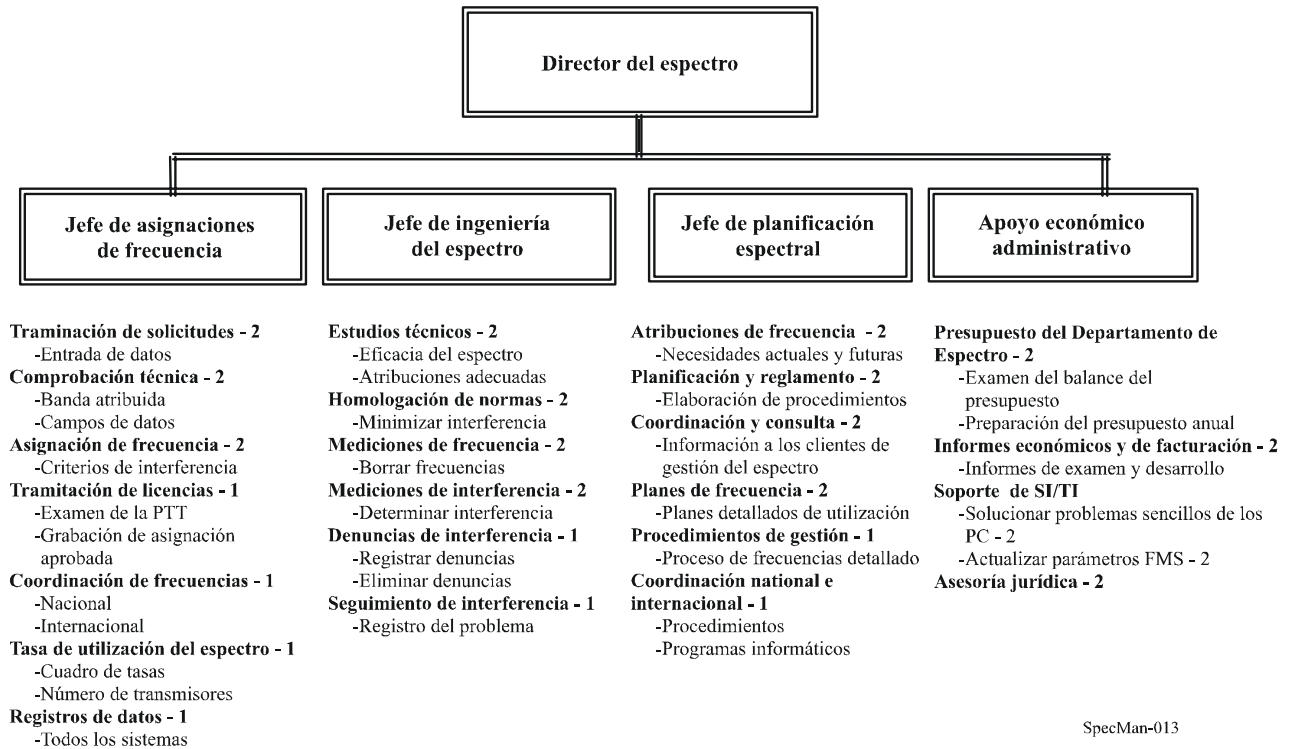 Director del espectro
Jefe de asignaciones
de frecuencia
Jefe de ingeniería
del espectro
Jefe de planificación
espectral
Apoyo económico
administrativo
Traminación de solicitudes - 2
-Entrada de datos
Comprobación técnica - 2
-Banda atribuida
-Campos de datos
Asignación de frecuencia - 2
-Criterios de interferencia
Tramitación de licencias - 1
-Examen de la PTT
-Grabación de asignación
aprobada
Coordinación de frecuencias - 1
-Nacional
-Internacional
Tasa de utilización del espectro - 1
-Cuadro de tasas
-Número de transmisores
Registros de datos - 1
-Todos los sistemas
Estudios técnicos - 2
-Eficacia del espectro
-Atribuciones adecuadas
Homologación de normas - 2
-Minimizar interferencia
Mediciones de frecuencia - 2
-Borrar frecuencias
Mediciones de interferencia - 2
-Determinar interferencia
Denuncias de interferencia - 1
-Registrar denuncias
-Eliminar denuncias
Seguimiento de interferencia - 1
-Registro del problema
Atribuciones de frecuencia - 2
-Necesidades actuales y futuras
Planificación y reglamento - 2
-Elaboración de procedimientos
Coordinación y consulta - 2
-Información a los clientes de
gestión del espectro
Planes de frecuencia - 2
-Planes detallados de utilización
Procedimientos de gestión - 1
-Proceso de frecuencias detallado
Coordinación national e
internacional - 1
-Procedimientos
-Programas informáticos
Presupuesto del Departamento de
Espectro - 2
-Examen del balance del
presupuesto
-Preparación del presupuesto anual
Informes económicos y de facturación - 2
-Informes de examen y desarrollo
Soporte de SI/TI
-Solucionar problemas sencillos de los
PC - 2
-Actualizar parámetros FMS - 2
Asesoría jurídica - 2
SpecMan-013